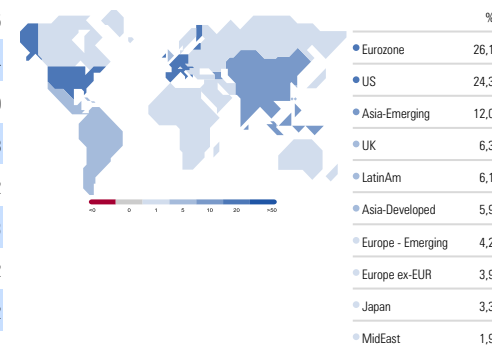 %
Eurozone 26,1
US 24,3
Asia-Emerging 12,0
UK 6,3
LatinAm 6,1
Asia-Developed 5,9
Europe - Emerging 4,2
Europe ex-EUR 3,9
Japan 3,3
MidEast 1,9
<0 0 1 5 10 20 >50